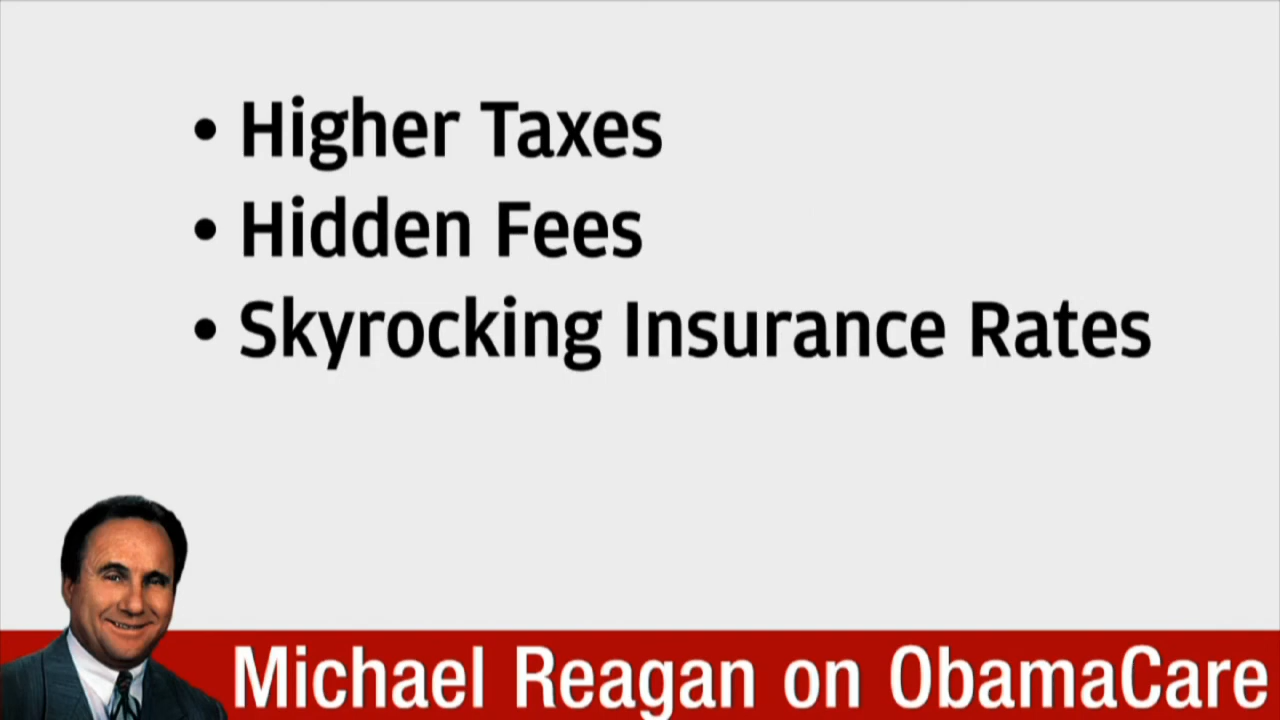 • Higher Taxes
• Hidden Fees
• Skyrocking Insurance Rates
Michael Reagan on ObamaCare